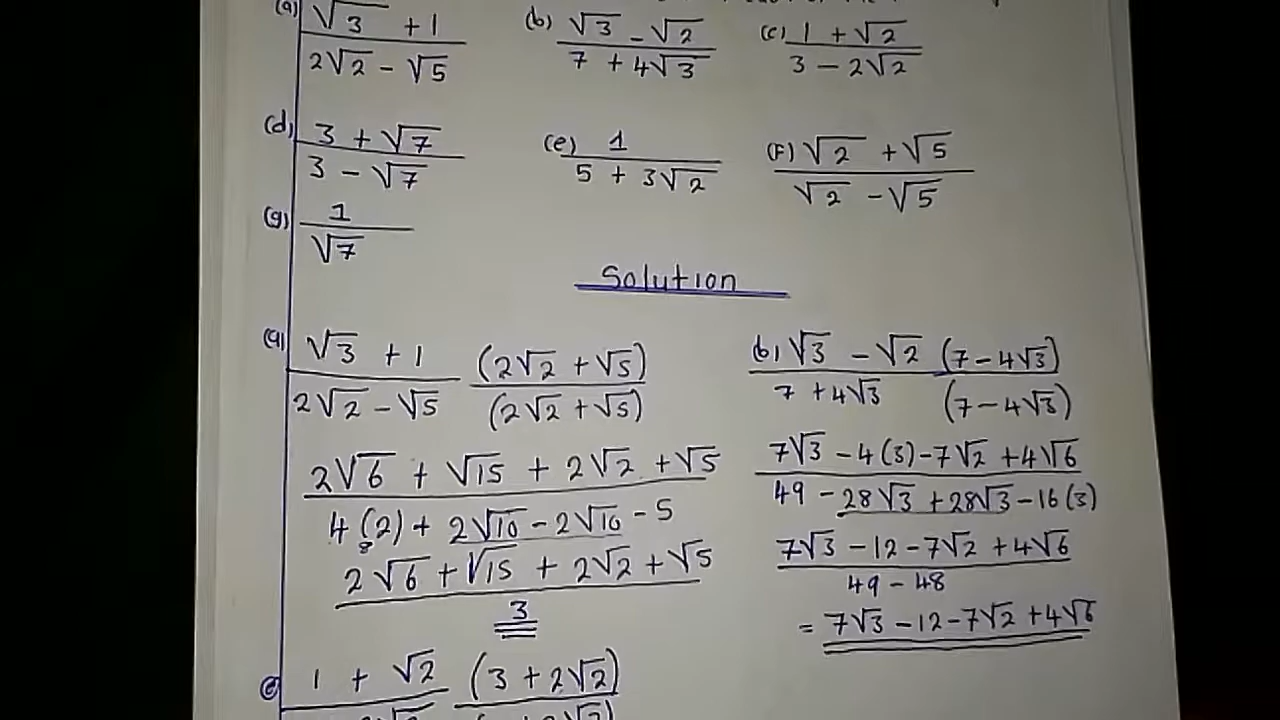 (a) √3 + 1 / 2√2 - √5 (b) √3 - √2 / 7 + 4√3 (c) 1 + √2 / 3 - 2√2
(d) 3 + √7 / 3 - √7 (e) 1 / 5 + 3√2 (F) √2 + √5 / √2 - √5
(g) 1 / √7
Solution
(a) √3 + 1 / 2√2 - √5 (2√2 + √5) / (2√2 + √5)
2√6 + √15 + 2√2 + √5 / 4(2) + 2√10 - 2√10 - 5
8
2√6 + √15 + 2√2 + √5 / 3
(b) √3 - √2 / 7 + 4√3 (7 - 4√3) / (7 - 4√3)
7√3 - 4(3) - 7√2 + 4√6 / 49 - 28√3 + 28√3 - 16(3)
7√3 - 12 - 7√2 + 4√6 / 49 - 48
= 7√3 - 12 - 7√2 + 4√6
(c) 1 + √2 (3 + 2√2)